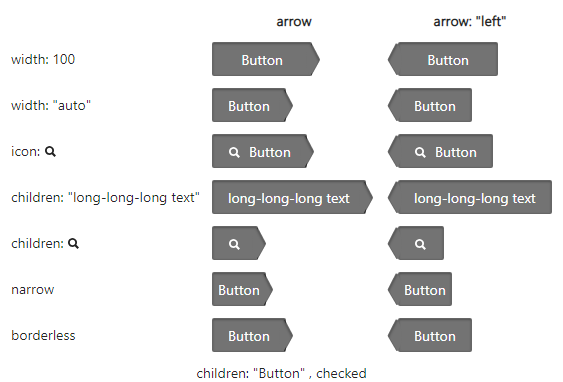 arrow arrow: "left"
width: 100 Button Button
width: "auto" Button Button
icon: Button Button
children: "long-long-long text" long-long-long text long-long-long text
children:
narrow Button Button
borderless Button Button
children: "Button" , checked